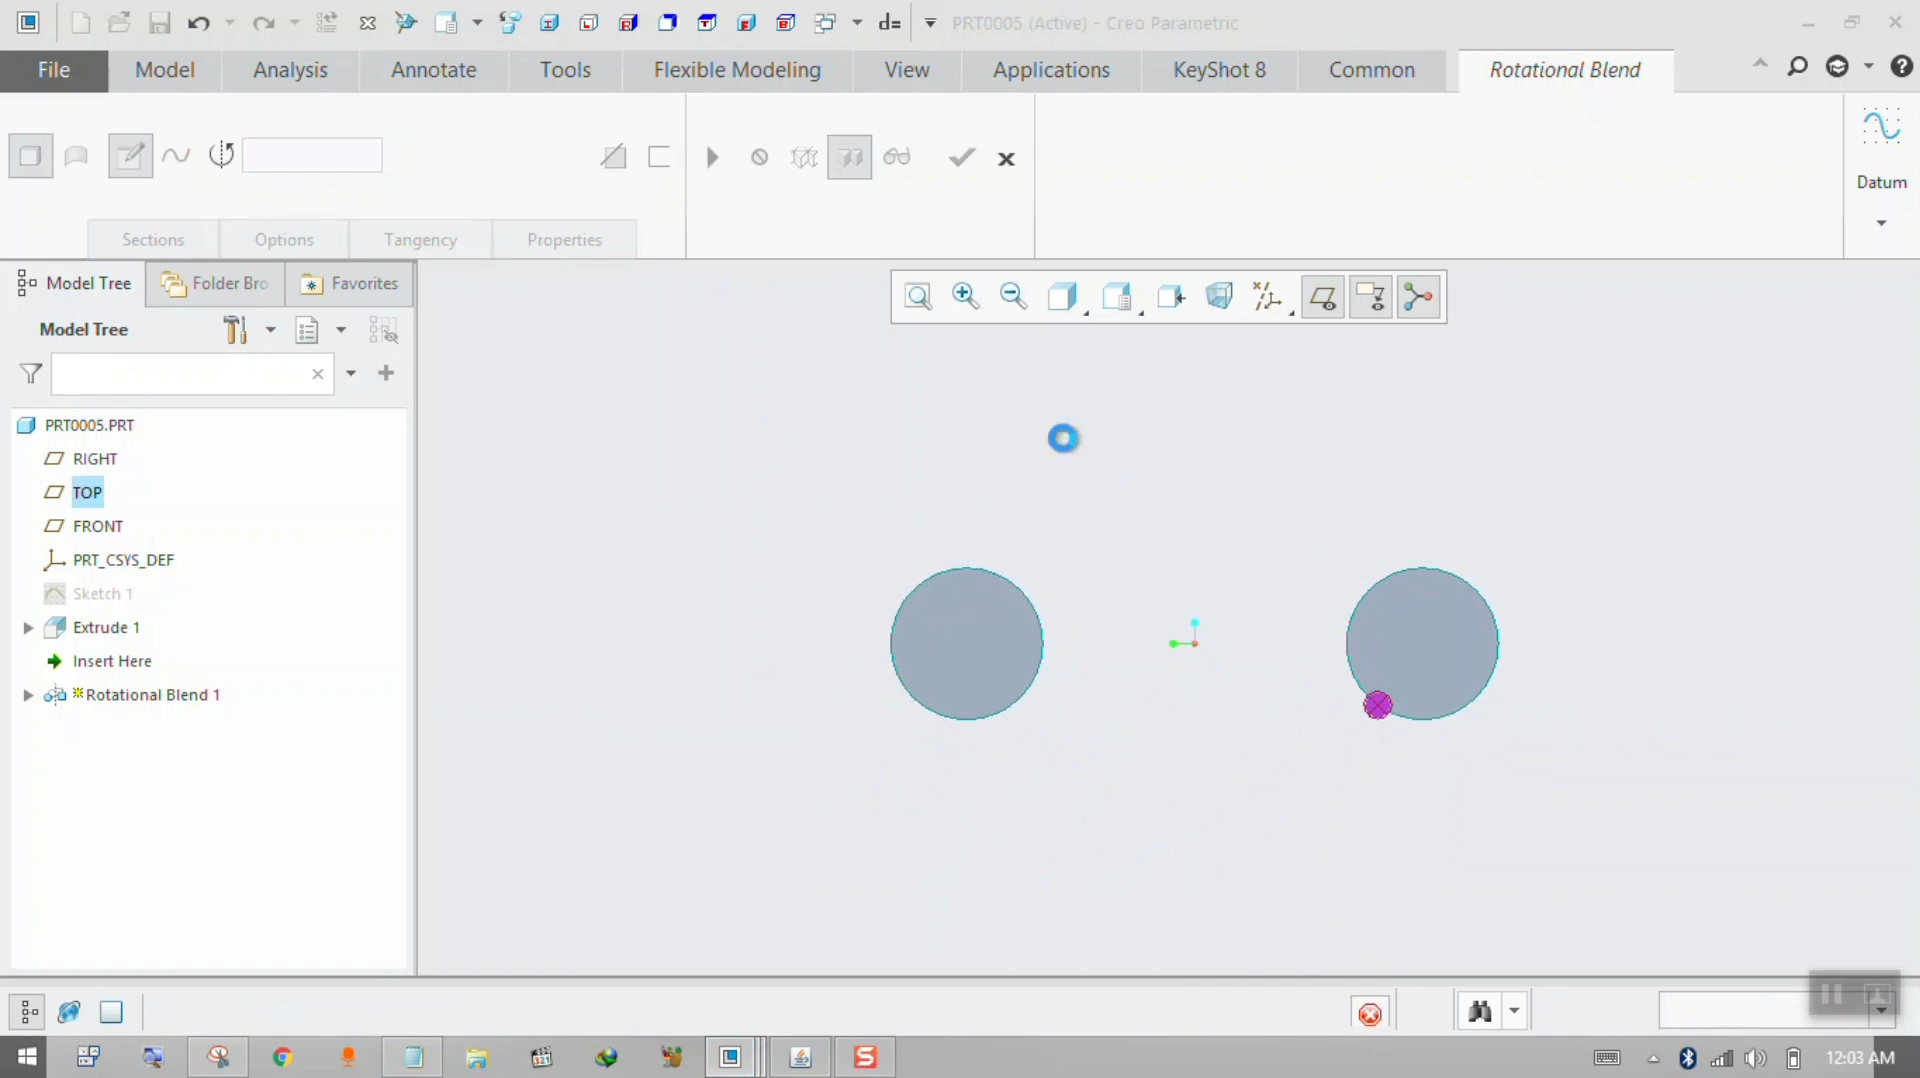 d= PRT0005 (Active) - Creo Parametric
File Model Analysis Annotate Tools Flexible Modeling View Applications KeyShot 8 Common Rotational Blend
Datum
Sections Options Tangency Properties
Model Tree Folder Bro Favorites
Model Tree
PRT0005.PRT
RIGHT
TOP
FRONT
PRT_CSYS_DEF
Sketch 1
Extrude 1
Insert Here
Rotational Blend 1
321 S 12:03 AM